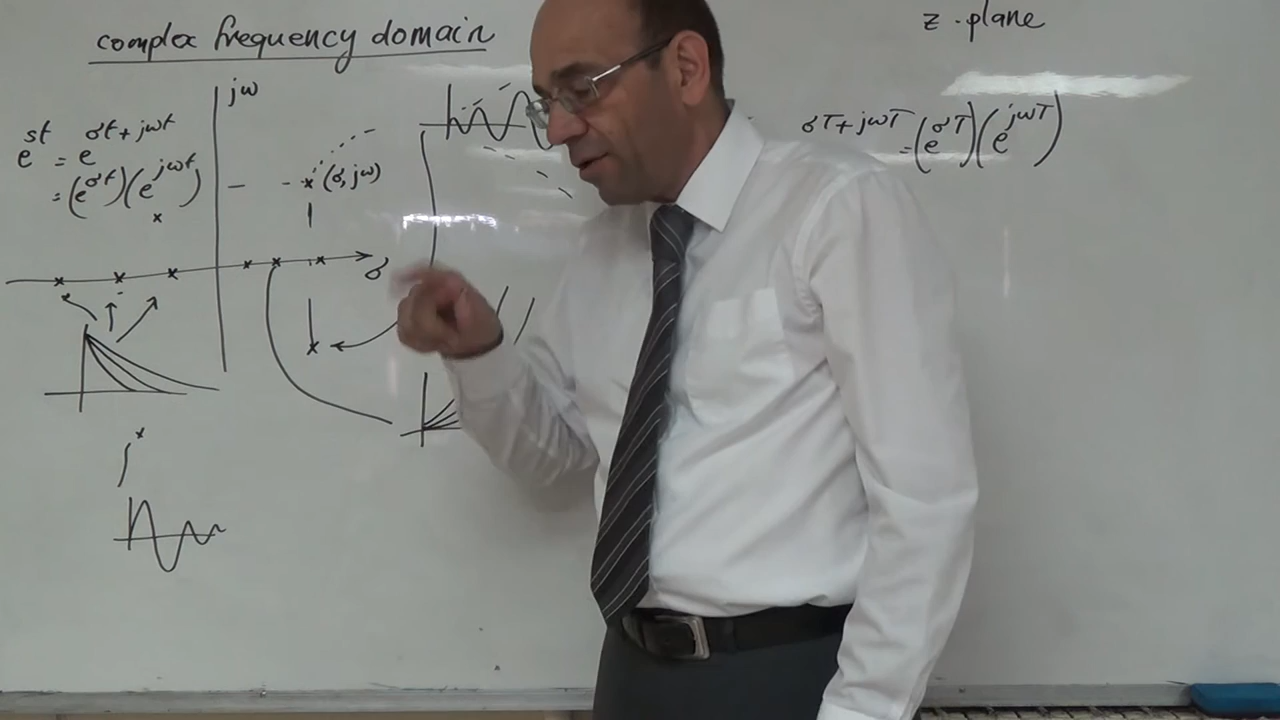 complex frequency domain
z-plane
jω
e^st = e^σt+jωt
= (e^σt)(e^jωt)
(σ, jω)
σ
σT+jωT
= (e^σT)(e^jωT)